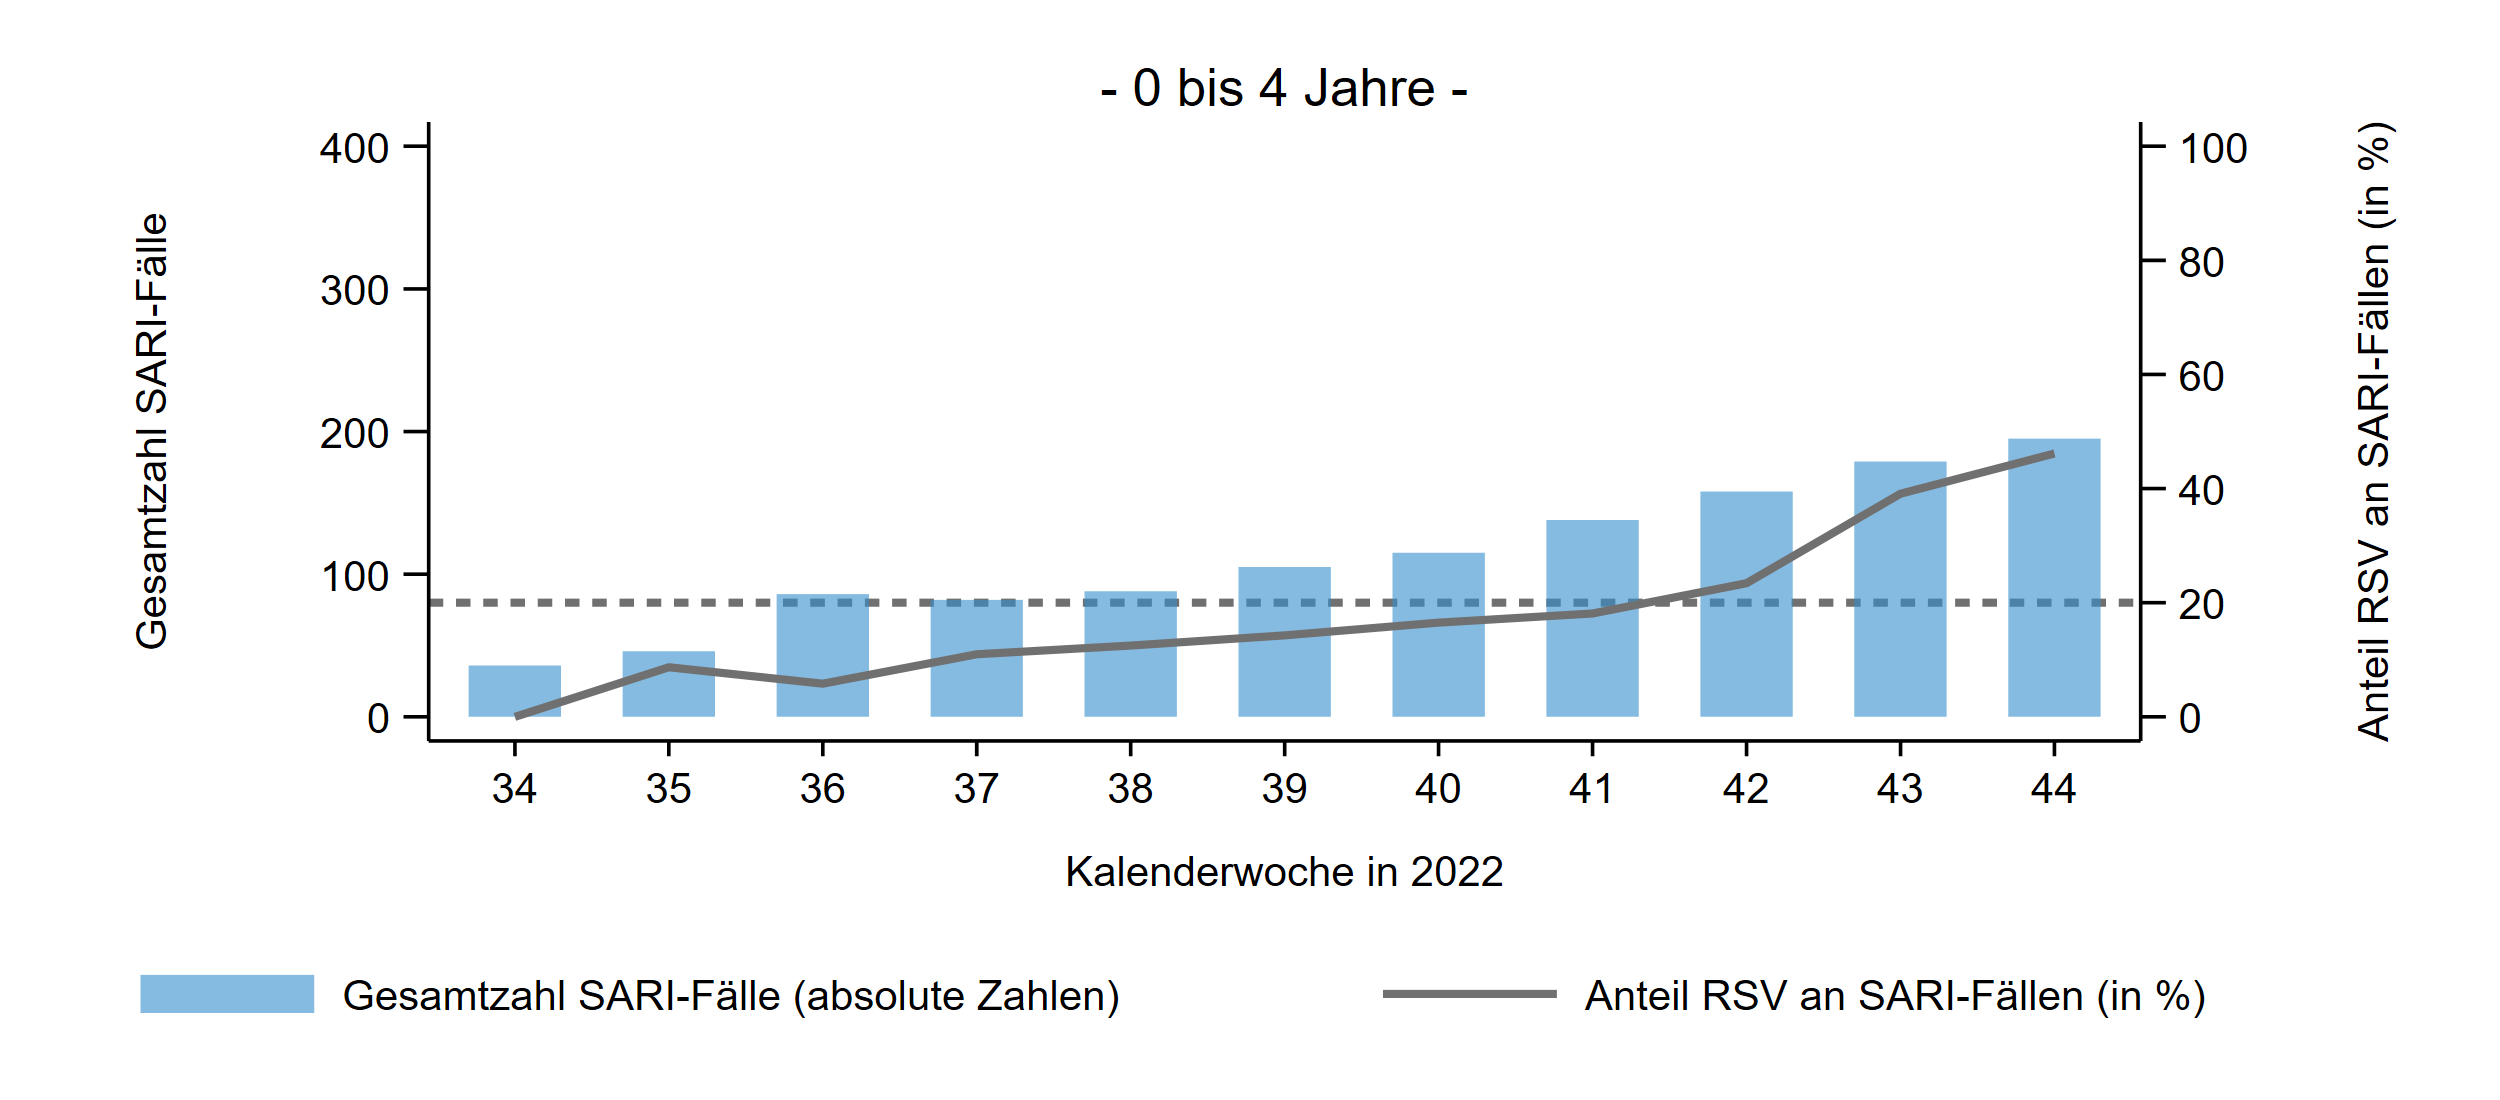 - 0 bis 4 Jahre -
Gesamtzahl SARI-Fälle
400
300
200
100
0
100
80
60
40
20
0
Anteil RSV an SARI-Fällen (in %)
34 35 36 37 38 39 40 41 42 43 44
Kalenderwoche in 2022
Gesamtzahl SARI-Fälle (absolute Zahlen)
Anteil RSV an SARI-Fällen (in %)